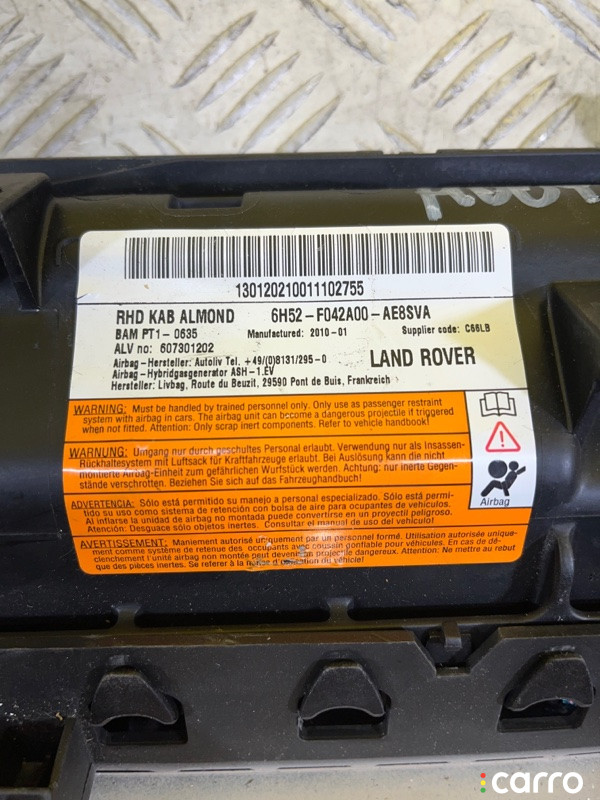 130120210011102755
RHD KAB ALMOND 6H52-F042A00-AE8SVA
BAM PT1-0635 Manufactured: 2010-01 Supplier code: C66LB
ALV no: 607301202 LAND ROVER
Airbag-Hersteller: Autoliv Tel. +49/(0)8131/295-0
Airbag-Hybridgasgenerator ASH-1.EV
Hersteller: Livbag, Route du Beuzit, 29590 Pont de Buis, Frankreich
WARNING: Must be handled by trained personnel only. Only use as passenger restraint
system with airbag in cars. The airbag unit can become a dangerous projectile if triggered
when not fitted. Attention: Only scrap inert components. Refer to vehicle handbook!
WARNUNG: Umgang nur durch geschultes Personal erlaubt. Verwendung nur als Insassen-
Rückhaltesystem mit Luftsack für Kraftfahrzeuge erlaubt. Bei Auslösung kann die nicht
montierte Airbag-Einheit zum gefährlichen Wurfstück werden. Achtung: nur inerte Gegen-
stände verschrotten. Beziehen Sie sich auf das Fahrzeughandbuch!
Airbag
ADVERTENCIA: Sólo está permitido su manejo a personal especializado. Sólo está permi-
tido su uso como sistema de retención con bolsa de aire para ocupantes de vehículos.
Al inflarse la unidad de airbag no montada puede convertirse en un proyectil peligroso.
Atención: Desguace sólo objetos inertes. Consultar el manual de uso del vehículo!
AVERTISSEMENT: Maniement autorisé uniquement par un personnel formé. Utilisation autorisée unique-
ment comme système de retenue des occupants avec coussin gonflable pour véhicules. En cas de dé-
clenchement l'unité airbag non montée peut devenir un projectile dangereux. Attention: Ne mettre au rebut
que des pièces inertes. Se référer à la notice d'utilisation du véhicule!
carro